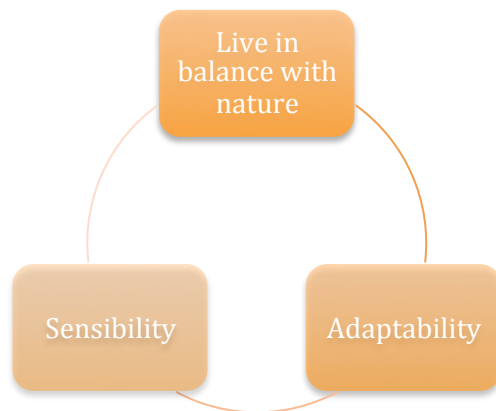 Live in
balance with
nature
Sensibility
Adaptability